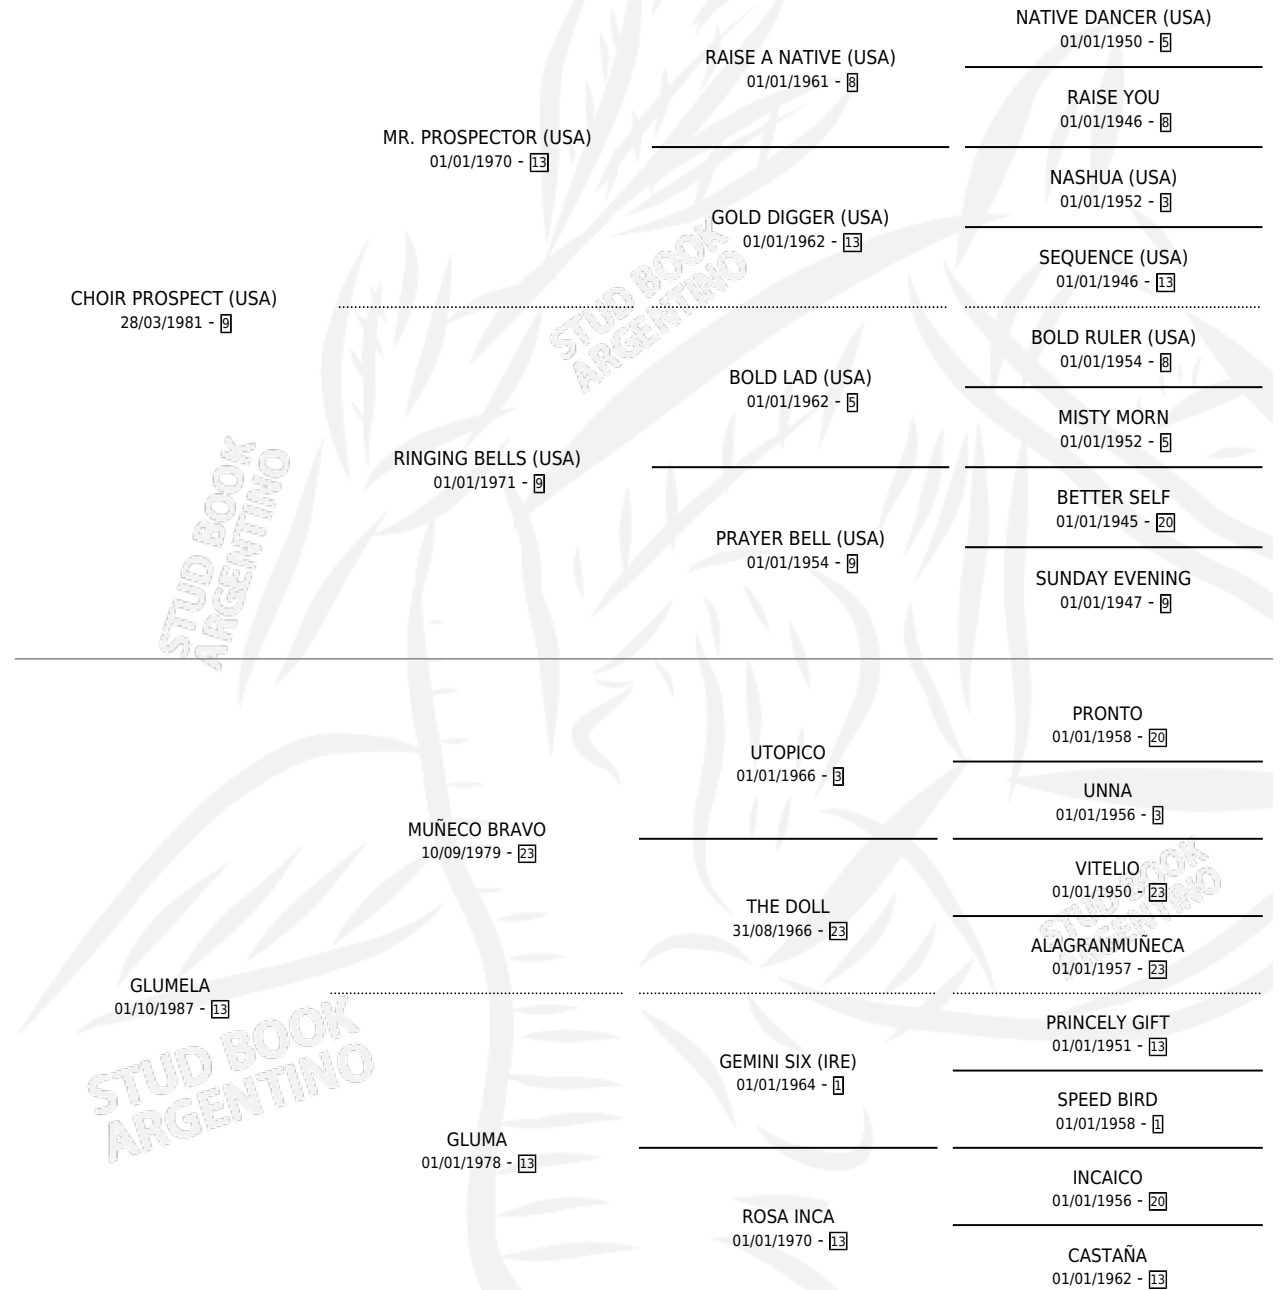 NATIVE DANCER (USA)
01/01/1950 - 5
RAISE A NATIVE (USA)
01/01/1961 - 8
RAISE YOU
01/01/1946 - 8
MR. PROSPECTOR (USA)
01/01/1970 - 13
NASHUA (USA)
01/01/1952 - 3
GOLD DIGGER (USA)
01/01/1962 - 13
SEQUENCE (USA)
01/01/1946 - 13
CHOIR PROSPECT (USA)
28/03/1981 - 9
STUD BOOK
ARGENTINO
BOLD RULER (USA)
01/01/1954 - 8
BOLD LAD (USA)
01/01/1962 - 5
MISTY MORN
01/01/1952 - 5
RINGING BELLS (USA)
01/01/1971 - 9
BETTER SELF
01/01/1945 - 20
PRAYER BELL (USA)
01/01/1954 - 9
SUNDAY EVENING
01/01/1947 - 9
STUD BOOK
ARGENTINO
PRONTO
01/01/1958 - 20
UTOPICO
01/01/1966 - 3
UNNA
01/01/1956 - 3
MUÑECO BRAVO
10/09/1979 - 23
VITELIO
01/01/1950 - 23
THE DOLL
31/08/1966 - 23
ALAGRANMUÑECA
01/01/1957 - 23
STUD BOOK
ARGENTINO
GLUMELA
01/10/1987 - 13
PRINCELY GIFT
01/01/1951 - 13
GEMINI SIX (IRE)
01/01/1964 - 1
SPEED BIRD
01/01/1958 - 1
STUD BOOK
ARGENTINO
GLUMA
01/01/1978 - 13
INCAICO
01/01/1956 - 20
ROSA INCA
01/01/1970 - 13
CASTAÑA
01/01/1962 - 13